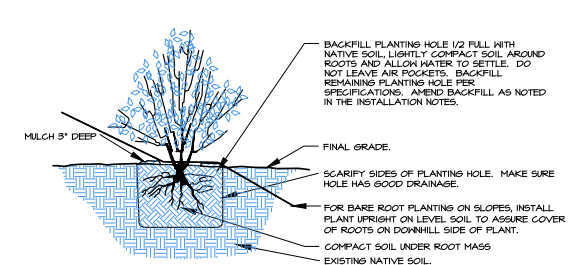 BACKFILL PLANTING HOLE 1/2 FULL WITH
NATIVE SOIL, LIGHTLY COMPACT SOIL AROUND
ROOTS AND ALLOW WATER TO SETTLE. DO
NOT LEAVE AIR POCKETS. BACKFILL
REMAINING PLANTING HOLE PER
SPECIFICATIONS. AMEND BACKFILL AS NOTED
IN THE INSTALLATION NOTES.
MULCH 3" DEEP
FINAL GRADE.
SCARIFY SIDES OF PLANTING HOLE. MAKE SURE
HOLE HAS GOOD DRAINAGE.
FOR BARE ROOT PLANTING ON SLOPES, INSTALL
PLANT UPRIGHT ON LEVEL SOIL TO ASSURE COVER
OF ROOTS ON DOWNHILL SIDE OF PLANT.
COMPACT SOIL UNDER ROOT MASS
EXISTING NATIVE SOIL.